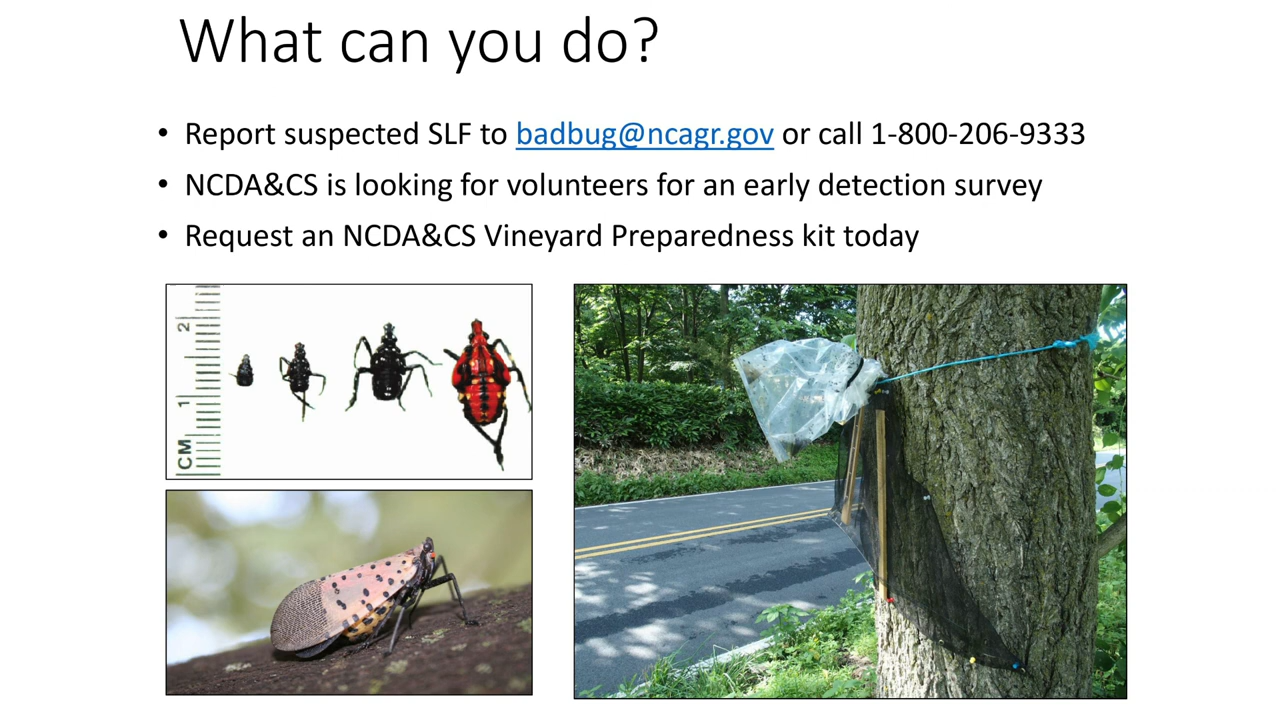 What can you do?
• Report suspected SLF to badbug@ncagr.gov or call 1-800-206-9333
• NCDA&CS is looking for volunteers for an early detection survey
• Request an NCDA&CS Vineyard Preparedness kit today
2
1
CM